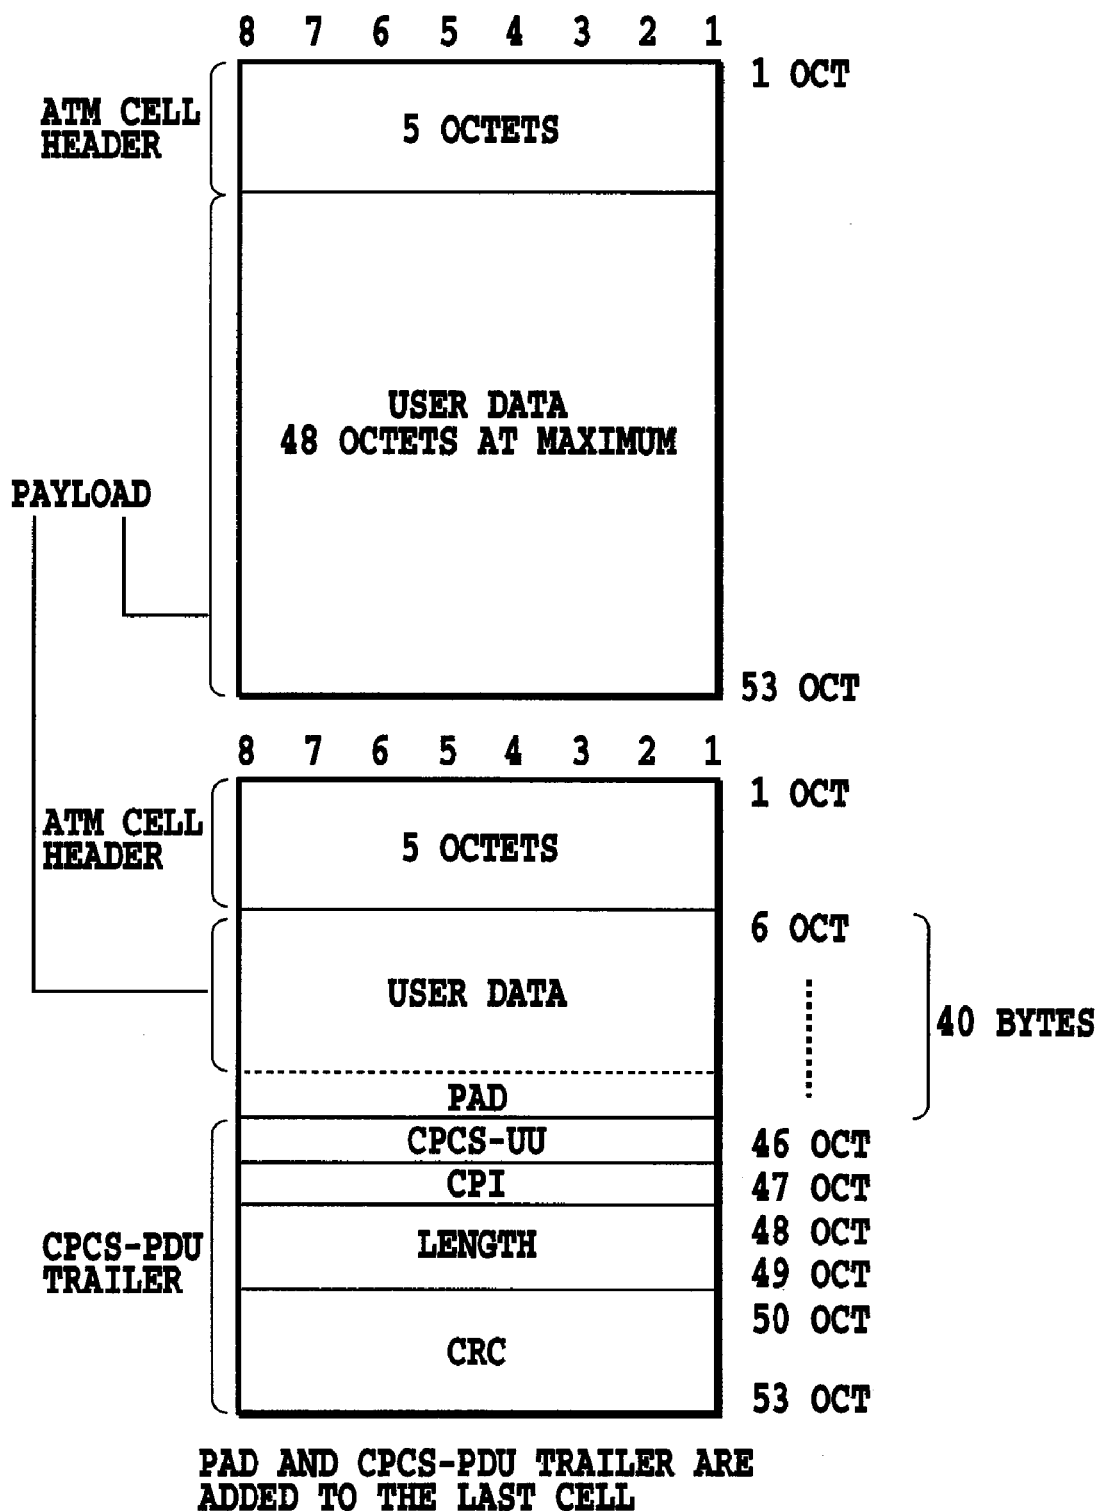 8 7 6 5 4 3 2 1
1 OCT
ATM CELL
HEADER
5 OCTETS
USER DATA
48 OCTETS AT MAXIMUM
PAYLOAD
53 OCT
8 7 6 5 4 3 2 1
1 OCT
ATM CELL
HEADER
5 OCTETS
6 OCT
USER DATA
40 BYTES
PAD
CPCS-UU
46 OCT
CPI
47 OCT
CPCS-PDU
TRAILER
LENGTH
48 OCT
49 OCT
50 OCT
CRC
53 OCT
PAD AND CPCS-PDU TRAILER ARE
ADDED TO THE LAST CELL